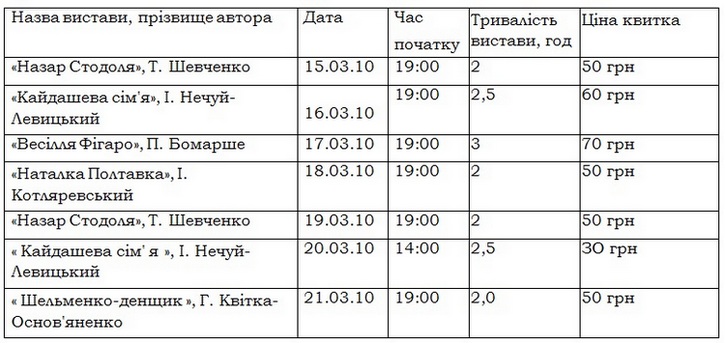 Назва вистави, прізвище автора Дата Час початку Тривалість вистави, год Ціна квитка
«Назар Стодоля», Т. Шевченко 15.03.10 19:00 2 50 грн
«Кайдашева сім'я», І. Нечуй-
Левицький 16.03.10 19:00 2,5 60 грн
«Весілля Фігаро», П. Бомарше 17.03.10 19:00 3 70 грн
«Наталка Полтавка», І.
Котляревський 18.03.10 19:00 2 50 грн
«Назар Стодоля», Т. Шевченко 19.03.10 19:00 2 50 грн
« Кайдашева сім' я », І. Нечуй-
Левицький 20.03.10 14:00 2,5 ЗО грн
« Шельменко-денщик », Г. Квітка-
Основ'яненко 21.03.10 19:00 2,0 50 грн